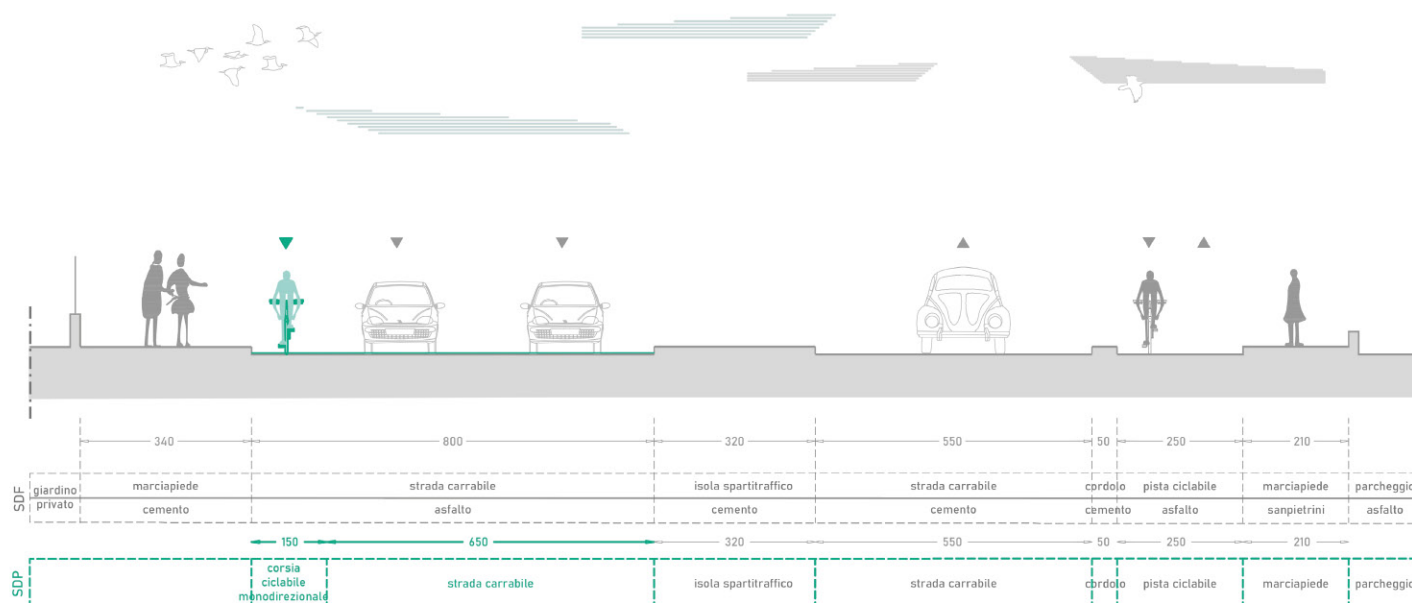 340 800 320 550 50 250 210
SDF
giardino privato
marciapiede strada carrabile isola spartitraffico strada carrabile cordolo pista ciclabile marciapiede parcheggio
cemento asfalto cemento cemento cemento asfalto sanpietrini asfalto
150 650 320 550 50 250 210
SDP
corsia
ciclabile
monodirezionale
strada carrabile isola spartitraffico strada carrabile cordolo pista ciclabile marciapiede parcheggio